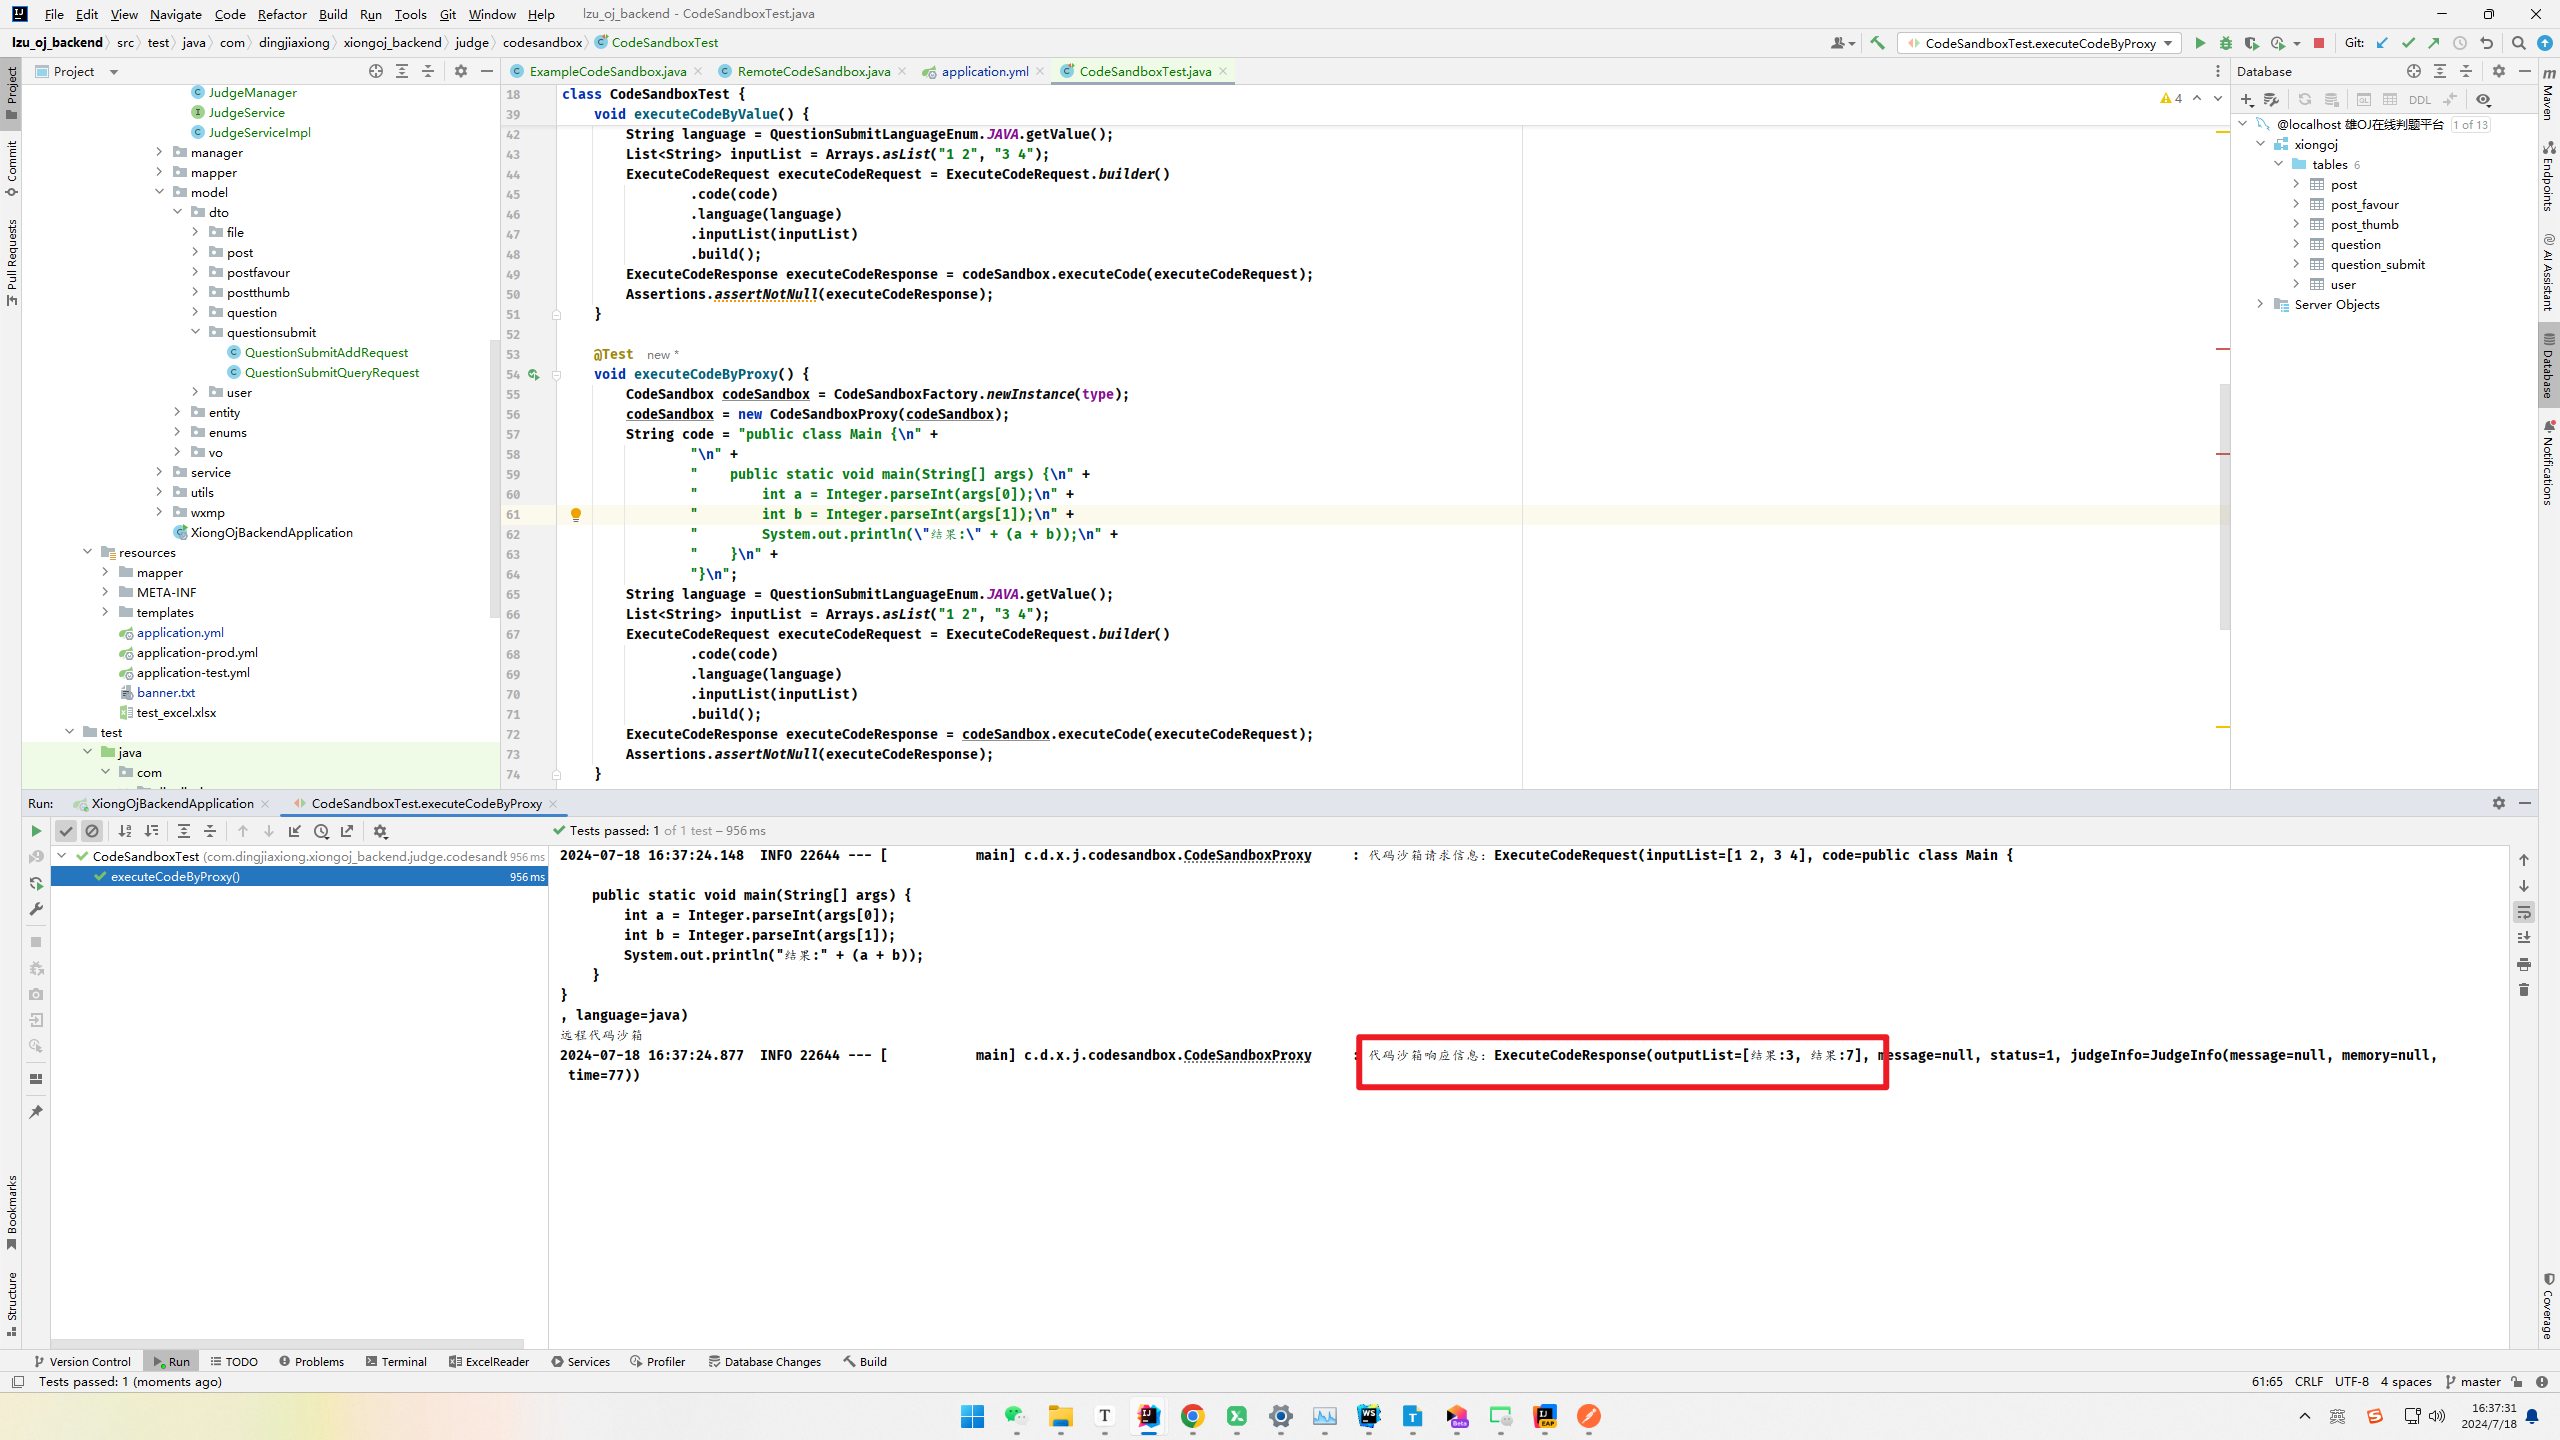 File Edit View Navigate Code Refactor Build Run Tools Git Window Help lzu_oj_backend - CodeSandboxTest.java
lzu_oj_backend src test java com dingjiaxiong xiongoj_backend judge codesandbox CodeSandboxTest
CodeSandboxTest.executeCodeByProxy
Git:
Project
ExampleCodeSandbox.java
RemoteCodeSandbox.java
application.yml
CodeSandboxTest.java
Database
Project
Commit
Pull Requests
Bookmarks
Structure
JudgeManager
JudgeService
JudgeServiceImpl
manager
mapper
model
dto
file
post
postfavour
postthumb
question
questionsubmit
QuestionSubmitAddRequest
QuestionSubmitQueryRequest
user
entity
enums
vo
service
utils
wxmp
XiongOjBackendApplication
resources
mapper
META-INF
templates
application.yml
application-prod.yml
application-test.yml
banner.txt
test_excel.xlsx
test
java
com
4
18 class CodeSandboxTest {
39 void executeCodeByValue() {
42 String language = QuestionSubmitLanguageEnum.JAVA.getValue();
43 List<String> inputList = Arrays.asList("1 2", "3 4");
44 ExecuteCodeRequest executeCodeRequest = ExecuteCodeRequest.builder()
45 .code(code)
46 .language(language)
47 .inputList(inputList)
48 .build();
49 ExecuteCodeResponse executeCodeResponse = codeSandbox.executeCode(executeCodeRequest);
50 Assertions.assertNotNull(executeCodeResponse);
51 }
52
53 @Test new *
54 void executeCodeByProxy() {
55 CodeSandbox codeSandbox = CodeSandboxFactory.newInstance(type);
56 codeSandbox = new CodeSandboxProxy(codeSandbox);
57 String code = "public class Main {\n" +
58 "\n" +
59 "    public static void main(String[] args) {\n" +
60 "        int a = Integer.parseInt(args[0]);\n" +
61 "        int b = Integer.parseInt(args[1]);\n" +
62 "        System.out.println(\"结果:\" + (a + b));\n" +
63 "    }\n" +
64 "}\n";
65 String language = QuestionSubmitLanguageEnum.JAVA.getValue();
66 List<String> inputList = Arrays.asList("1 2", "3 4");
67 ExecuteCodeRequest executeCodeRequest = ExecuteCodeRequest.builder()
68 .code(code)
69 .language(language)
70 .inputList(inputList)
71 .build();
72 ExecuteCodeResponse executeCodeResponse = codeSandbox.executeCode(executeCodeRequest);
73 Assertions.assertNotNull(executeCodeResponse);
74 }
DDL
@localhost 雄OJ在线判题平台 1 of 13
xiongoj
tables 6
post
post_favour
post_thumb
question
question_submit
user
Server Objects
Maven
Endpoints
AI Assistant
Database
Notifications
Coverage
Run: XiongOjBackendApplication CodeSandboxTest.executeCodeByProxy
Tests passed: 1 of 1 test – 956 ms
CodeSandboxTest (com.dingjiaxiong.xiongoj_backend.judge.codesandb 956 ms
executeCodeByProxy() 956 ms
2024-07-18 16:37:24.148  INFO 22644 --- [           main] c.d.x.j.codesandbox.CodeSandboxProxy     : 代码沙箱请求信息: ExecuteCodeRequest(inputList=[1 2, 3 4], code=public class Main {
public static void main(String[] args) {
int a = Integer.parseInt(args[0]);
int b = Integer.parseInt(args[1]);
System.out.println("结果:" + (a + b));
}
}
, language=java)
远程代码沙箱
2024-07-18 16:37:24.877  INFO 22644 --- [           main] c.d.x.j.codesandbox.CodeSandboxProxy     : 代码沙箱响应信息: ExecuteCodeResponse(outputList=[结果:3, 结果:7], message=null, status=1, judgeInfo=JudgeInfo(message=null, memory=null,
time=77))
Version Control Run TODO Problems Terminal ExcelReader Services Profiler Database Changes Build
Tests passed: 1 (moments ago)
61:65 CRLF UTF-8 4 spaces master
英
16:37:31
2024/7/18